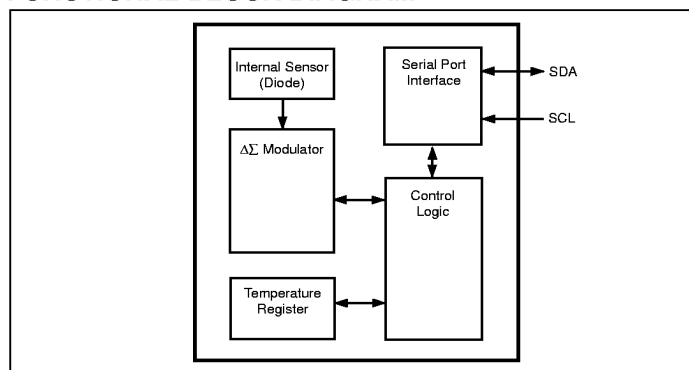 Internal Sensor
(Diode)
ΔΣ Modulator
Temperature
Register
Serial Port
Interface
Control
Logic
SDA
SCL